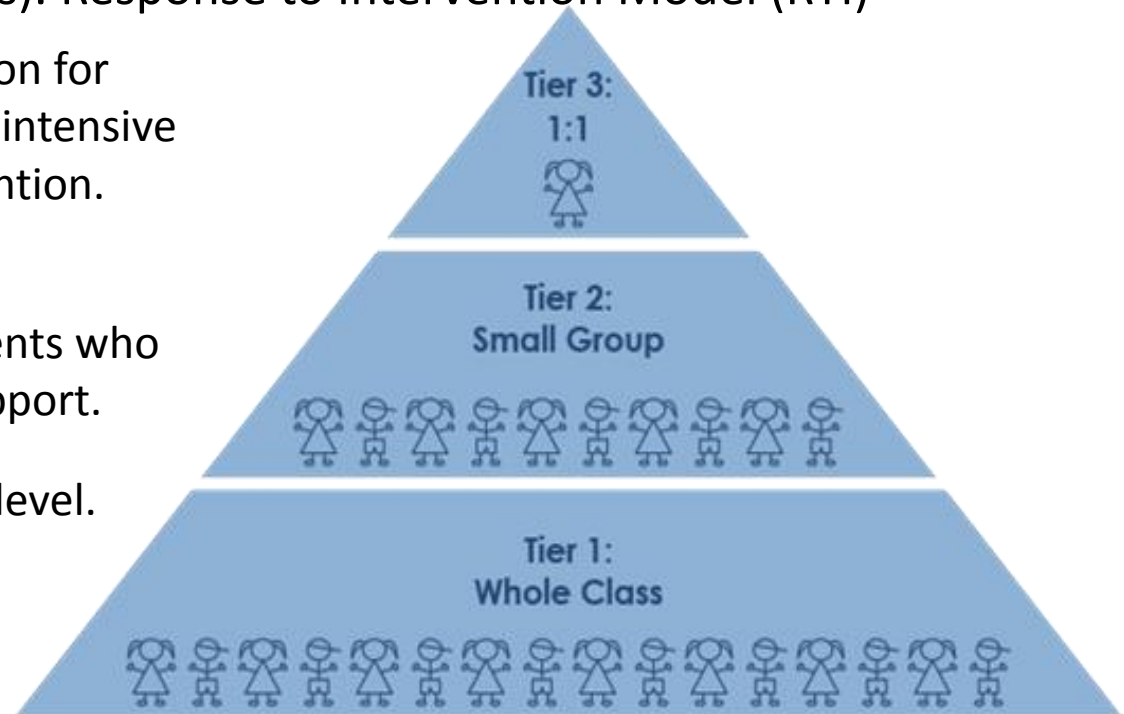 s): Response to Intervention Model (RTI)
on for
intensive
ntion.
ents who
pport.
level.
Tier 3:
1:1
Tier 2:
Small Group
Tier 1:
Whole Class